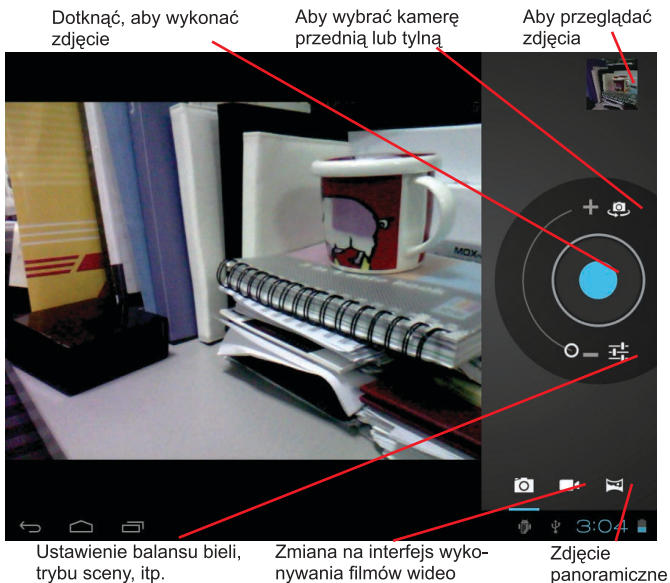 Dotknąć, aby wykonać
zdjęcie
Aby wybrać kamerę
przednią lub tylną
Aby przeglądać
zdjęcia
MOX-
3:04
Ustawienie balansu bieli,
trybu sceny, itp.
Zmiana na interfejs wyko-
nywania filmów wideo
Zdjęcie
panoramiczne